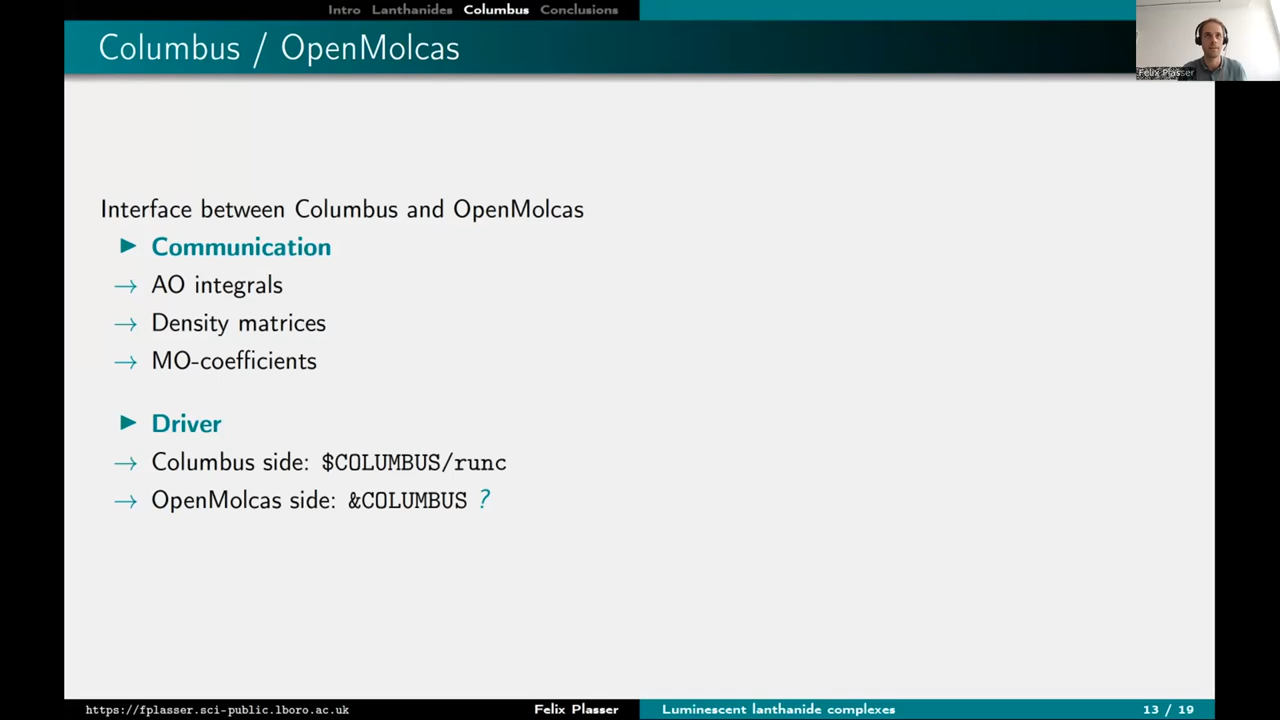 Intro Lanthanides Columbus Conclusions
Columbus / OpenMolcas
Felix Plasser
Interface between Columbus and OpenMolcas
▶ Communication
→ AO integrals
→ Density matrices
→ MO-coefficients
▶ Driver
→ Columbus side: $COLUMBUS/runc
→ OpenMolcas side: &COLUMBUS ?
https://fplasser.sci-public.lboro.ac.uk Felix Plasser Luminescent lanthanide complexes 13 / 19